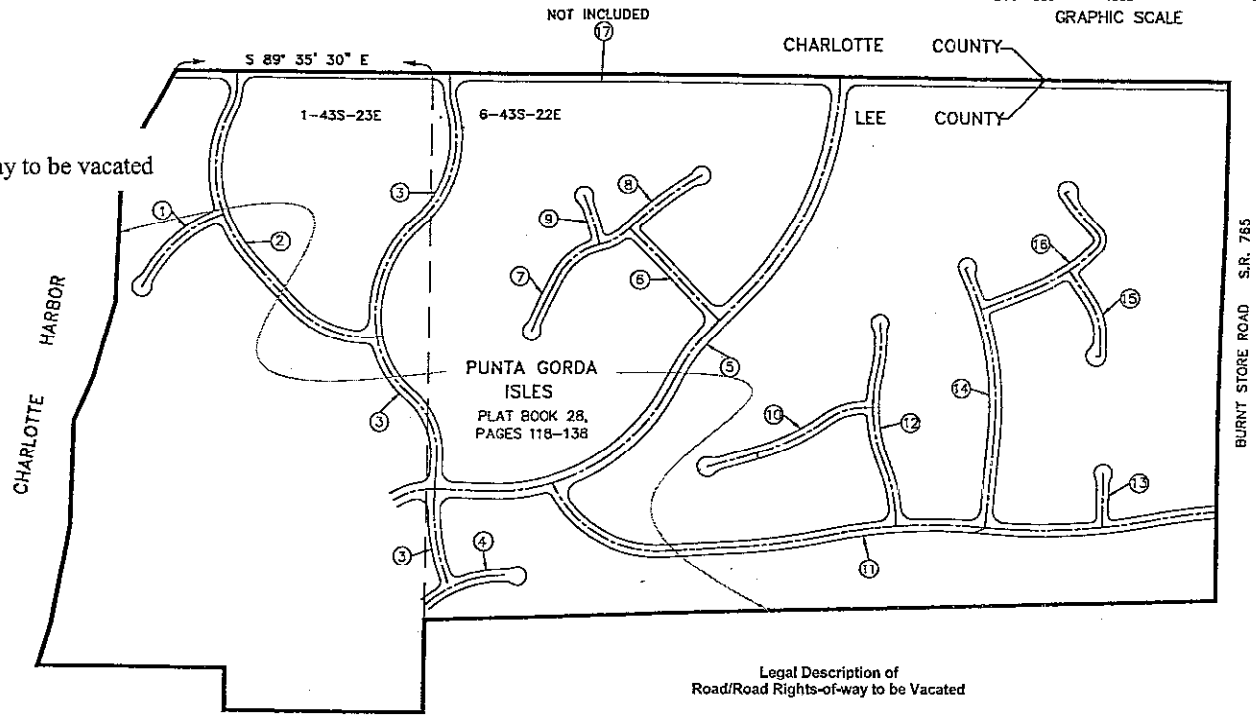 NOT INCLUDED
17
GRAPHIC SCALE
CHARLOTTE COUNTY
LEE COUNTY
S 89° 35' 30" E
1-43S-23E
6-43S-22E
to be vacated
1
2
3
3
3
4
5
6
7
8
9
10
11
12
13
14
15
16
CHARLOTTE HARBOR
PUNTA GORDA
ISLES
PLAT BOOK 28,
PAGES 118-138
BURNT STORE ROAD S.R. 765
Legal Description of
Road/Road Rights-of-way to be Vacated